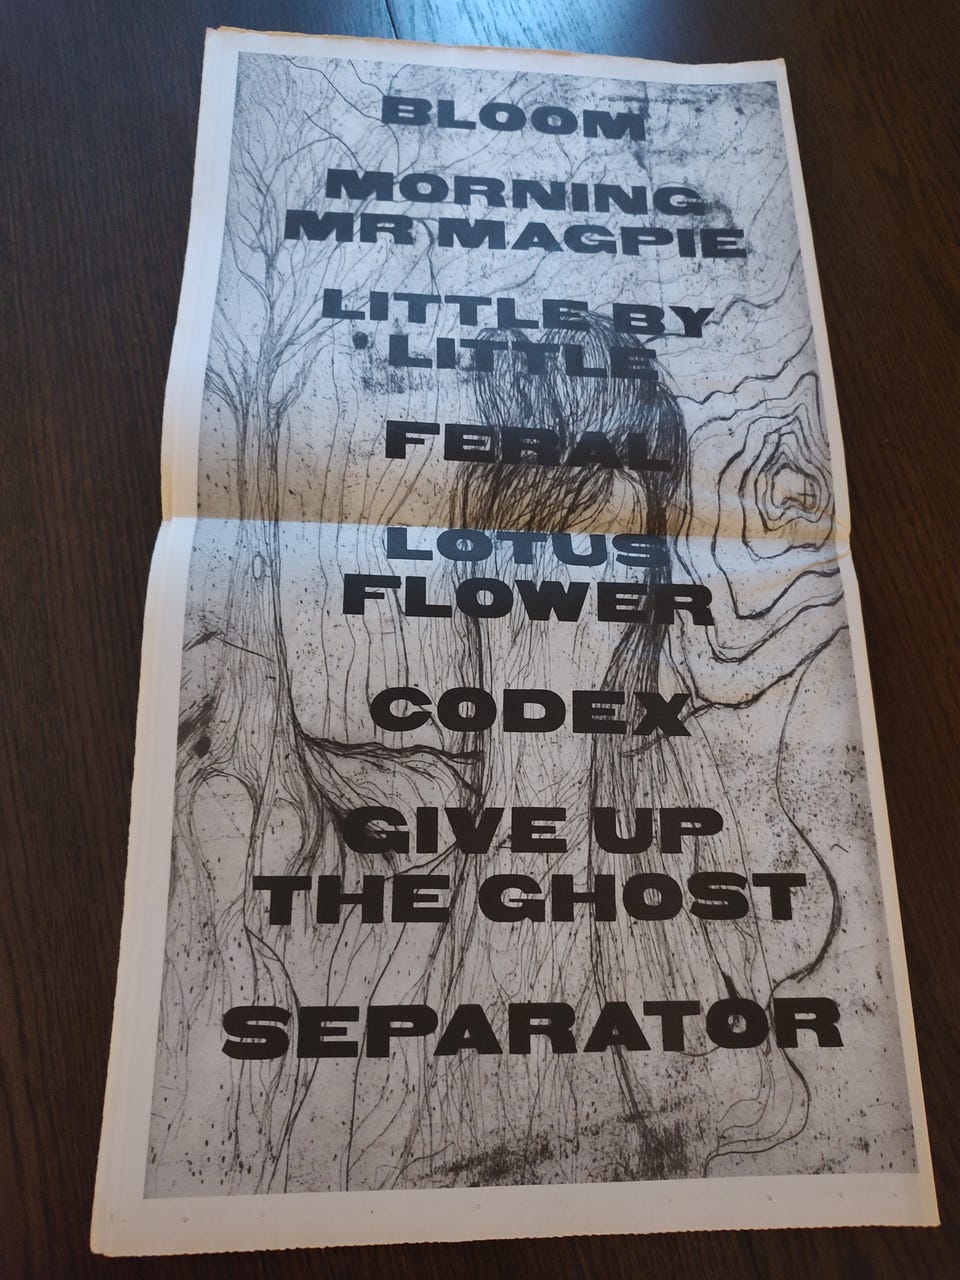 BLOOM
MORNING
MR MAGPIE
LITTLE BY
LITTLE
FERAL
LOTUS
FLOWER
CODEX
GIVE UP
THE GHOST
SEPARATOR